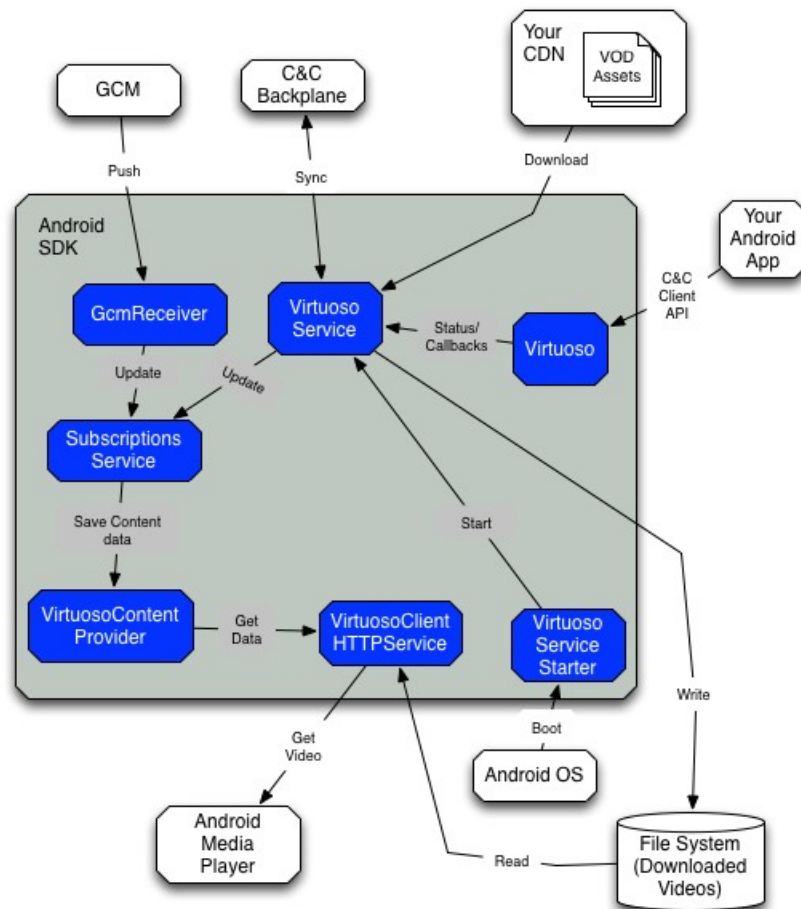 Your
CDN
VOD
Assets
GCM
C&C
Backplane
Push
Sync
Download
Android
SDK
Your
Android
App
C&C
Client
API
GcmReceiver
Virtuoso
Service
Status/
Callbacks
Virtuoso
Update
Update
Subscriptions
Service
Save Content
data
Start
VirtuosoContent
Provider
Get
Data
VirtuosoClient
HTTPService
Virtuoso
Service
Starter
Write
Get
Video
Boot
Android OS
Android
Media
Player
Read
File System
(Downloaded
Videos)